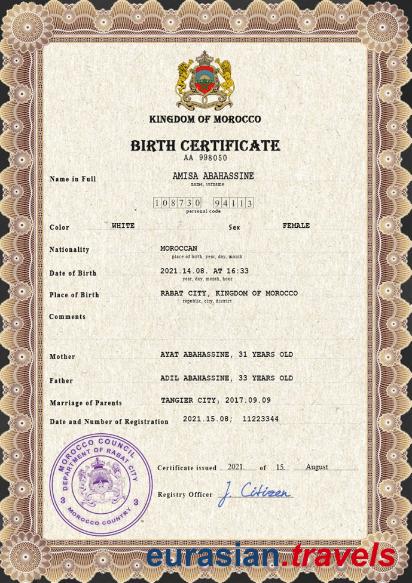 KINGDOM OF MOROCCO
BIRTH CERTIFICATE
AA 998050
Name in Full AMISA ABAHASSINE
name, surname
108730 94113
personal code
Color WHITE Sex FEMALE
Nationality MOROCCAN
place of birth, year, day, month
Date of Birth 2021.14.08. AT 16:33
year, day, month, hour
Place of Birth RABAT CITY, KINGDOM OF MOROCCO
republic, city, district
Comments
Mother AYAT ABAHASSINE, 31 YEARS OLD
Father ADIL ABAHASSINE, 33 YEARS OLD
Marriage of Parents TANGIER CITY, 2017.09.09
Date and Number of Registration 2021.15.08; 11223344
MOROCCO COUNCIL
DEPARTMENT OF RABAT CITY
3 3
MOROCCO COUNTRY
Certificate issued 2021 of 15 August
Registry Officer J. Citizen
eurasian.travels